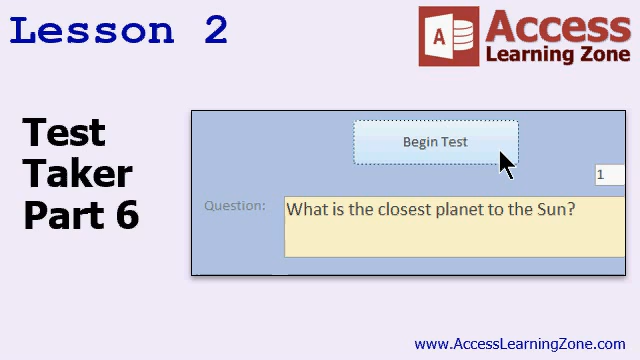 Lesson 2
A
Access
Learning Zone
Test
Taker
Part 6
Begin Test
1
Question:
What is the closest planet to the Sun?
www.AccessLearningZone.com